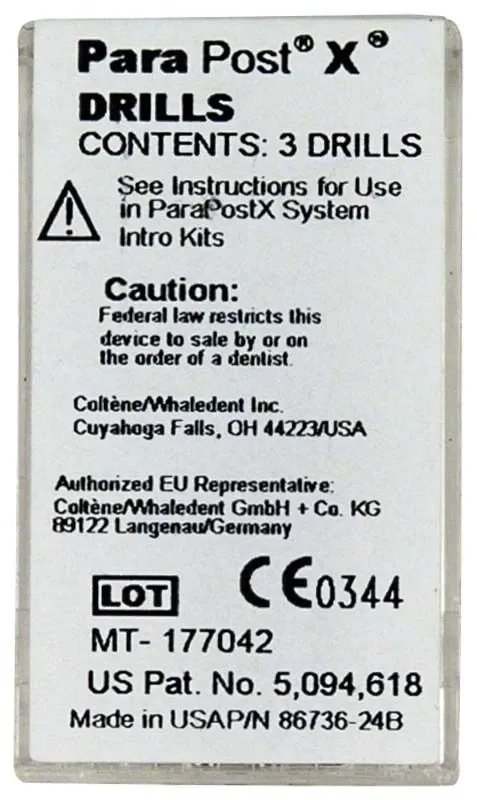 Para Post® X®
DRILLS
CONTENTS: 3 DRILLS
See Instructions for Use
in ParaPostX System
Intro Kits
Caution:
Federal law restricts this
device to sale by or on
the order of a dentist.
Coltène/Whaledent Inc.
Cuyahoga Falls, OH 44223/USA
Authorized EU Representative:
Coltène/Whaledent GmbH + Co. KG
89122 Langenau/Germany
LOT CE0344
MT- 177042
US Pat. No. 5,094,618
Made in USAP/N 86736-24B